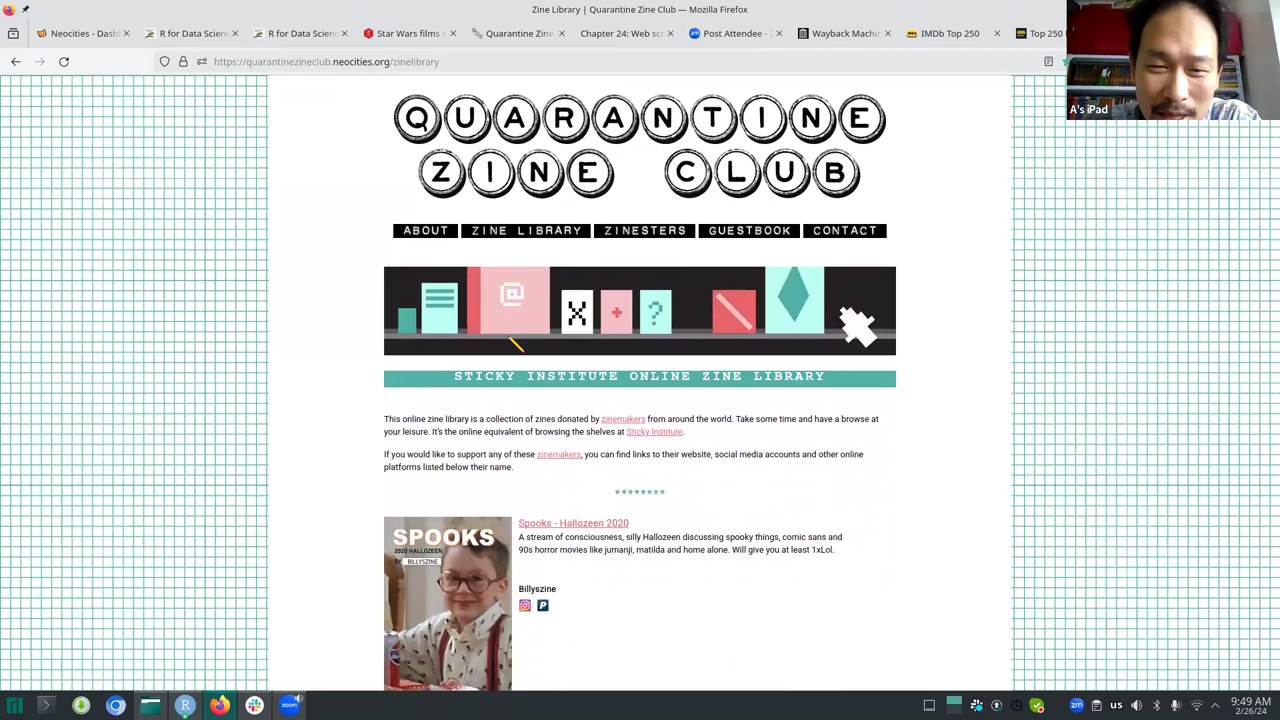 Zine Library | Quarantine Zine Club — Mozilla Firefox
Neocities - Dashb
R for Data Scienc
R for Data Scienc
Star Wars films
Quarantine Zine
Chapter 24: Web scr
Post Attendee - Z
Wayback Machin
IMDb Top 250
Top 250
https://quarantinezineclub.neocities.org/zinelibrary
A's iPad
QUARANTINE
ZINE CLUB
ABOUT ZINE LIBRARY ZINESTERS GUESTBOOK CONTACT
@ X + ?
STICKY INSTITUTE ONLINE ZINE LIBRARY
This online zine library is a collection of zines donated by zinemakers from around the world. Take some time and have a browse at
your leisure. It's the online equivalent of browsing the shelves at Sticky Institute.
If you would like to support any of these zinemakers, you can find links to their website, social media accounts and other online
platforms listed below their name.
********
SPOOKS
2020 HALLOZEEN
BY BILLYSZINE
Spooks - Hallozeen 2020
A stream of consciousness, silly Hallozeen discussing spooky things, comic sans and
90s horror movies like jumanji, matilda and home alone. Will give you at least 1xLol.
Billyszine
zoom
zm
us
9:49 AM
2/26/24